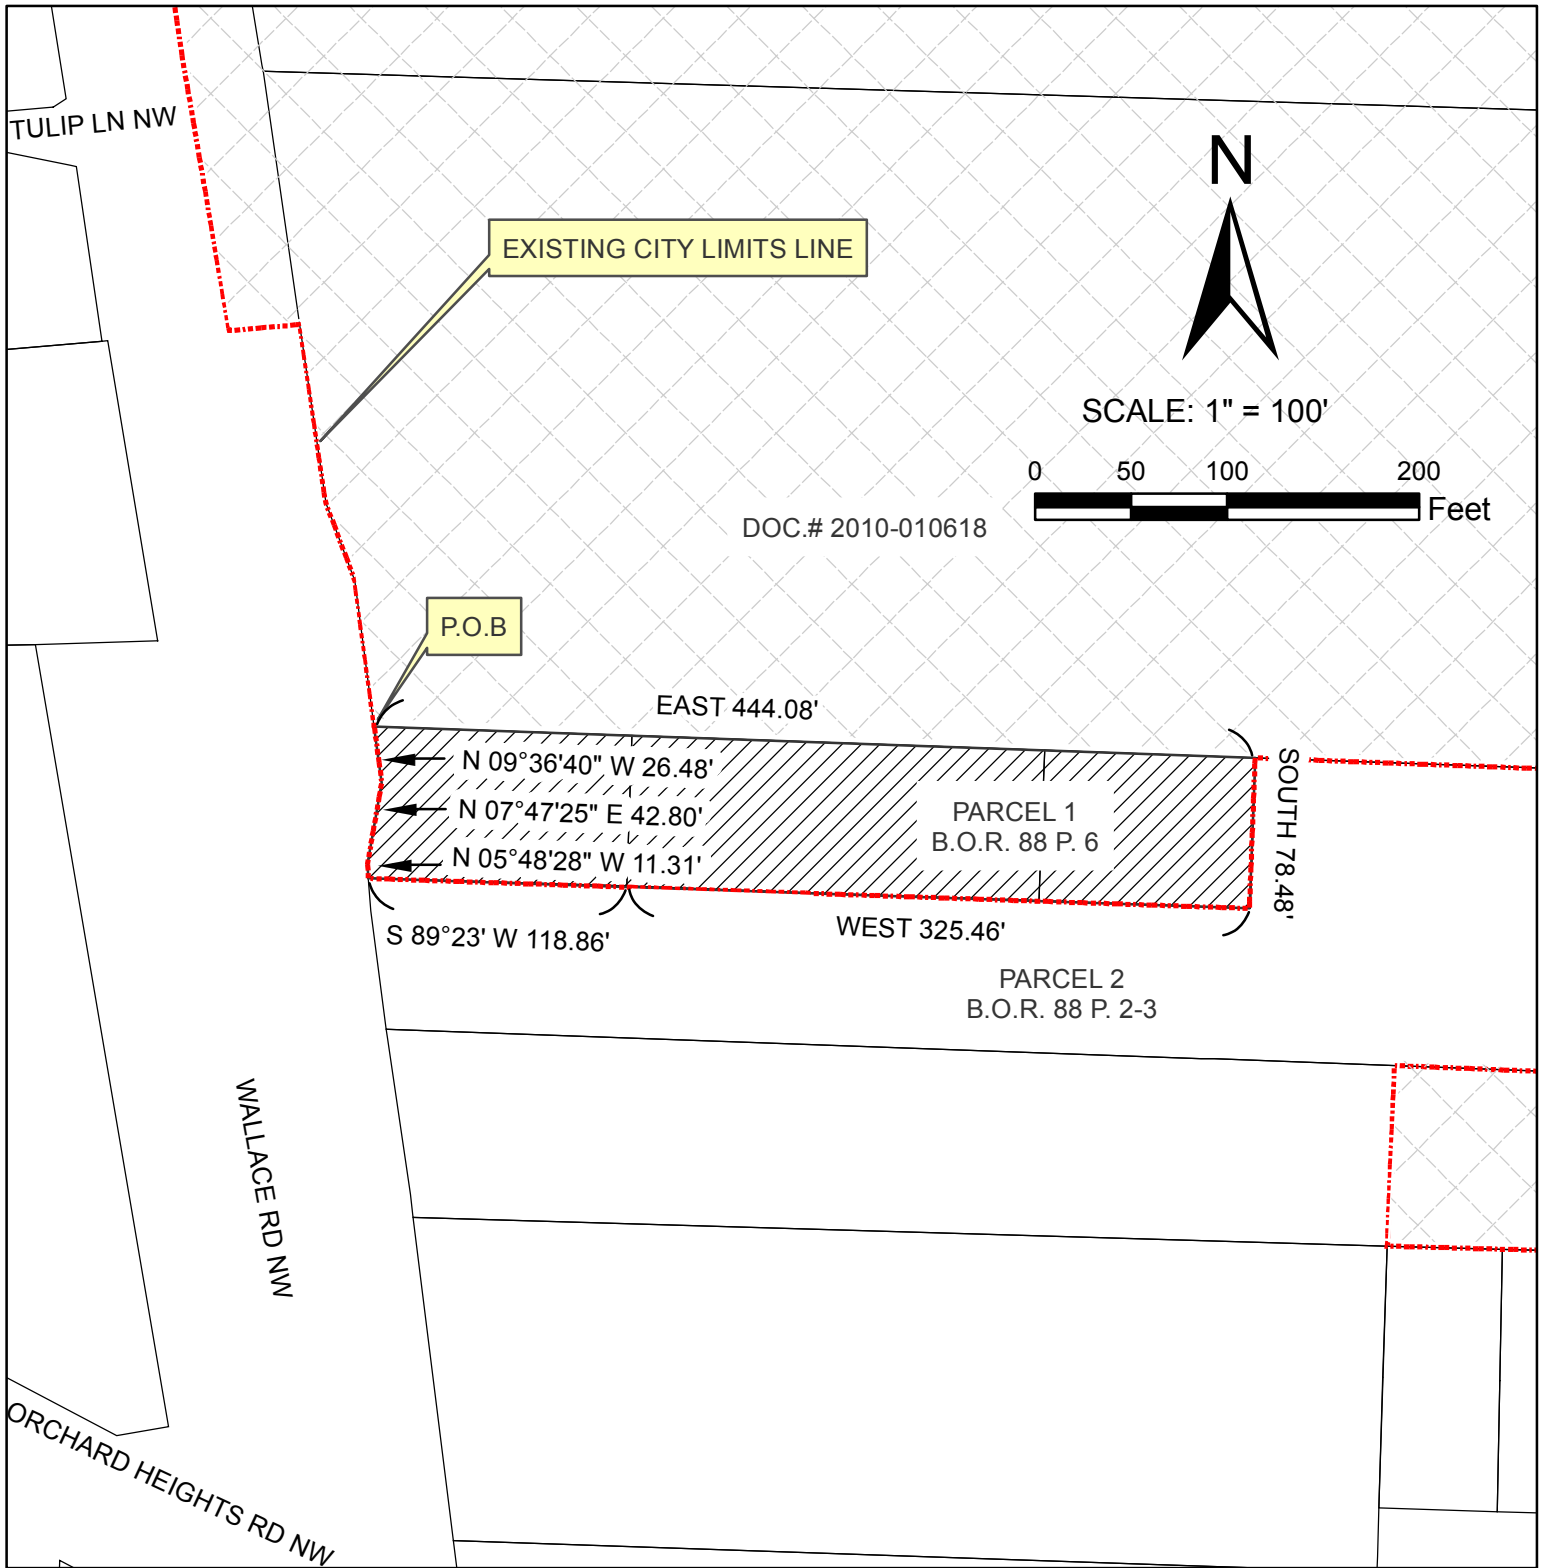 TULIP LN NW
N
EXISTING CITY LIMITS LINE
SCALE: 1" = 100'
0 50 100 200
Feet
DOC.# 2010-010618
P.O.B
EAST 444.08'
SOUTH 78.48'
N 09°36'40" W 26.48'
N 07°47'25" E 42.80'
N 05°48'28" W 11.31'
PARCEL 1
B.O.R. 88 P. 6
S 89°23' W 118.86'
WEST 325.46'
PARCEL 2
B.O.R. 88 P. 2-3
WALLACE RD NW
ORCHARD HEIGHTS RD NW